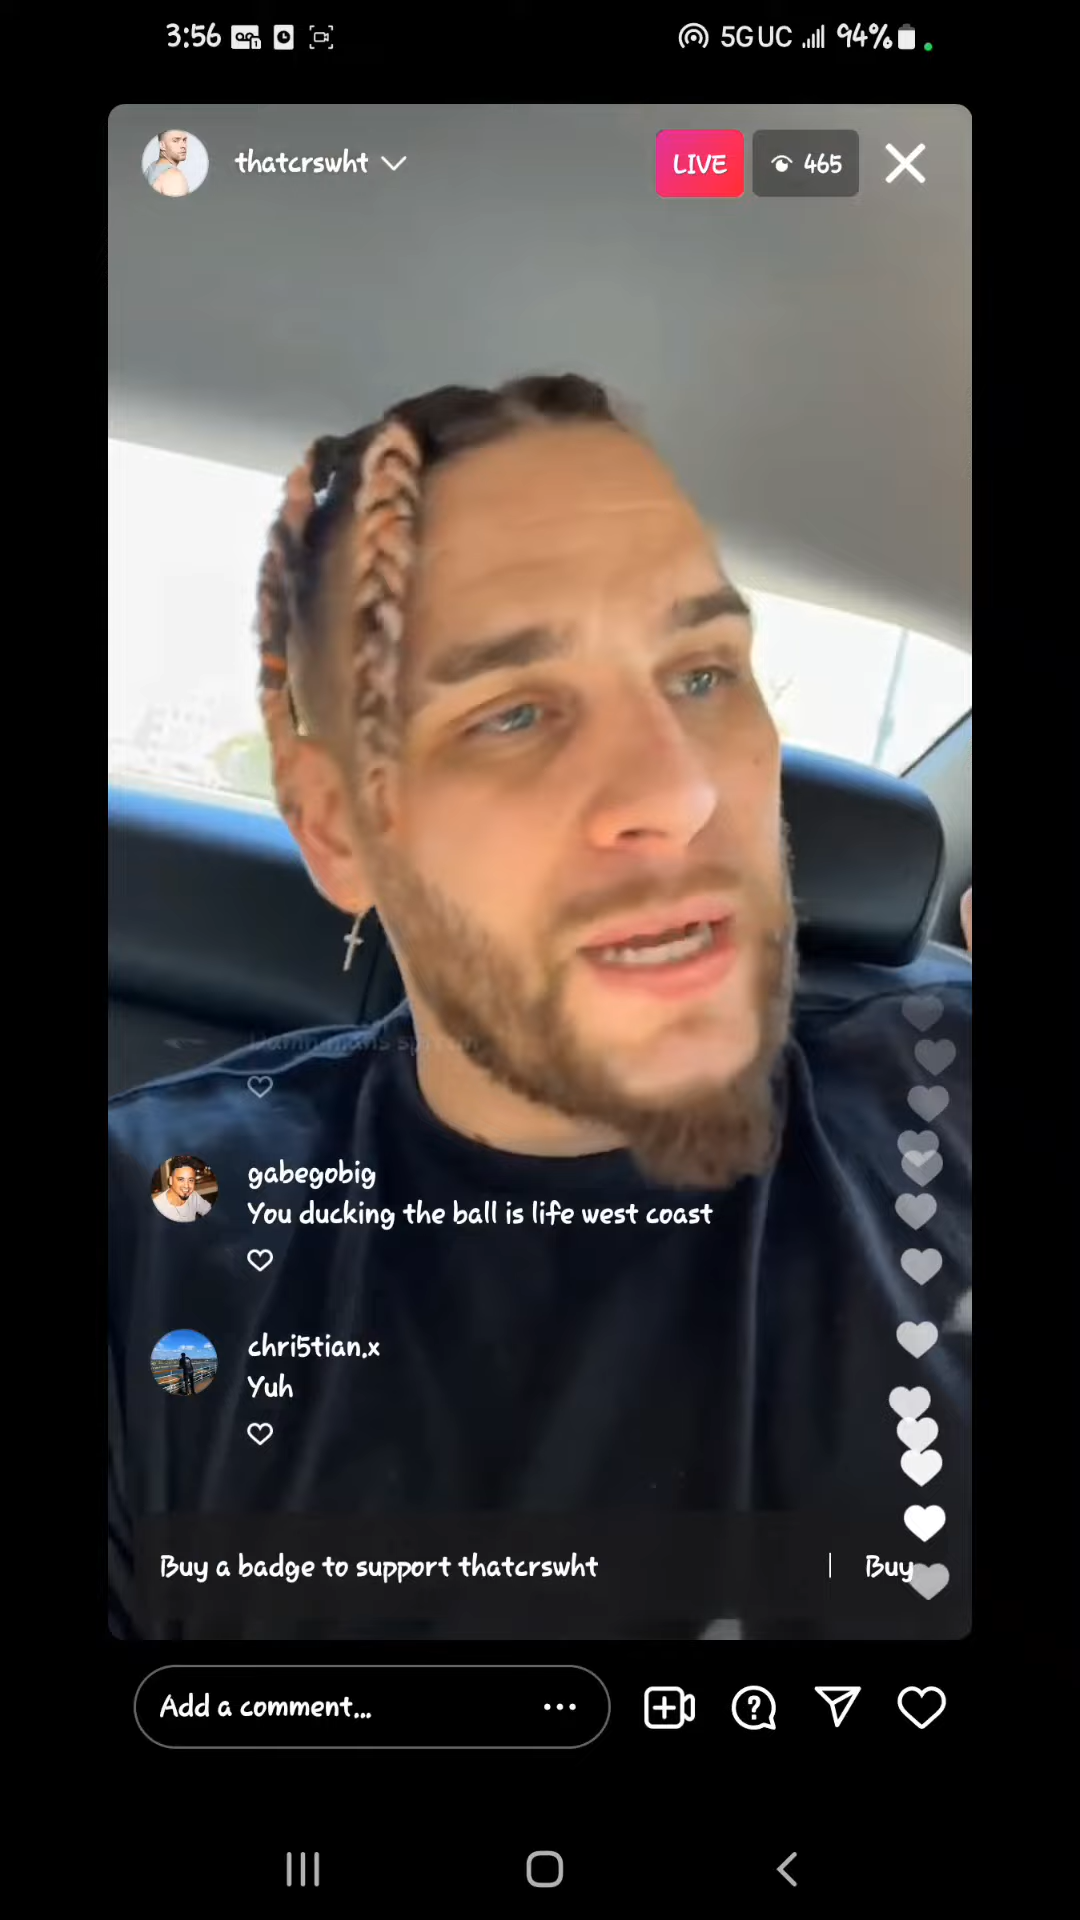 3:56
5G UC 94%
thatcrswht
LIVE
465
gabegobig
You ducking the ball is life west coast
chri5tian.x
Yuh
Buy a badge to support thatcrswht | Buy
Add a comment...